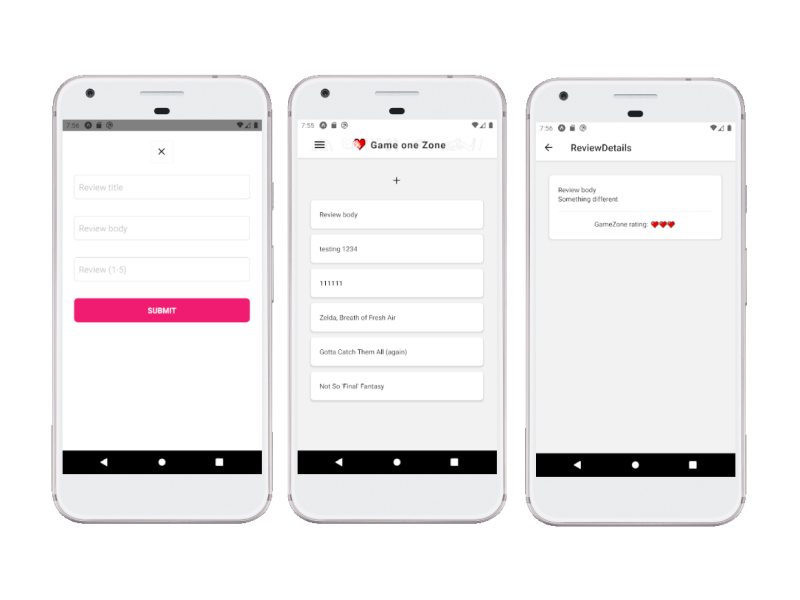 7:56
Review title
Review body
Review (1-5)
SUBMIT
7:55
Game one Zone
+
Review body
testing 1234
111111
Zelda, Breath of Fresh Air
Gotta Catch Them All (again)
Not So 'Final' Fantasy
7:56
ReviewDetails
Review body
Something different
GameZone rating: